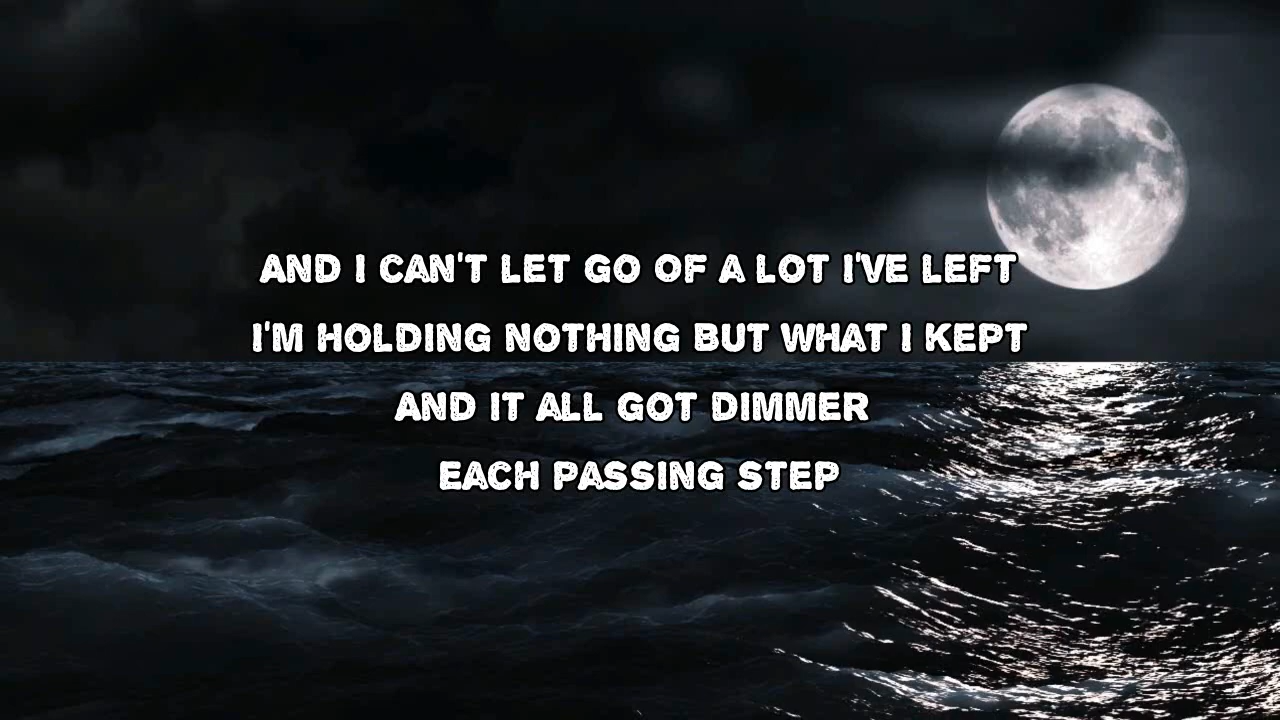 AND I CAN'T LET GO OF A LOT I'VE LEFT
I'M HOLDING NOTHING BUT WHAT I KEPT
AND IT ALL GOT DIMMER
EACH PASSING STEP